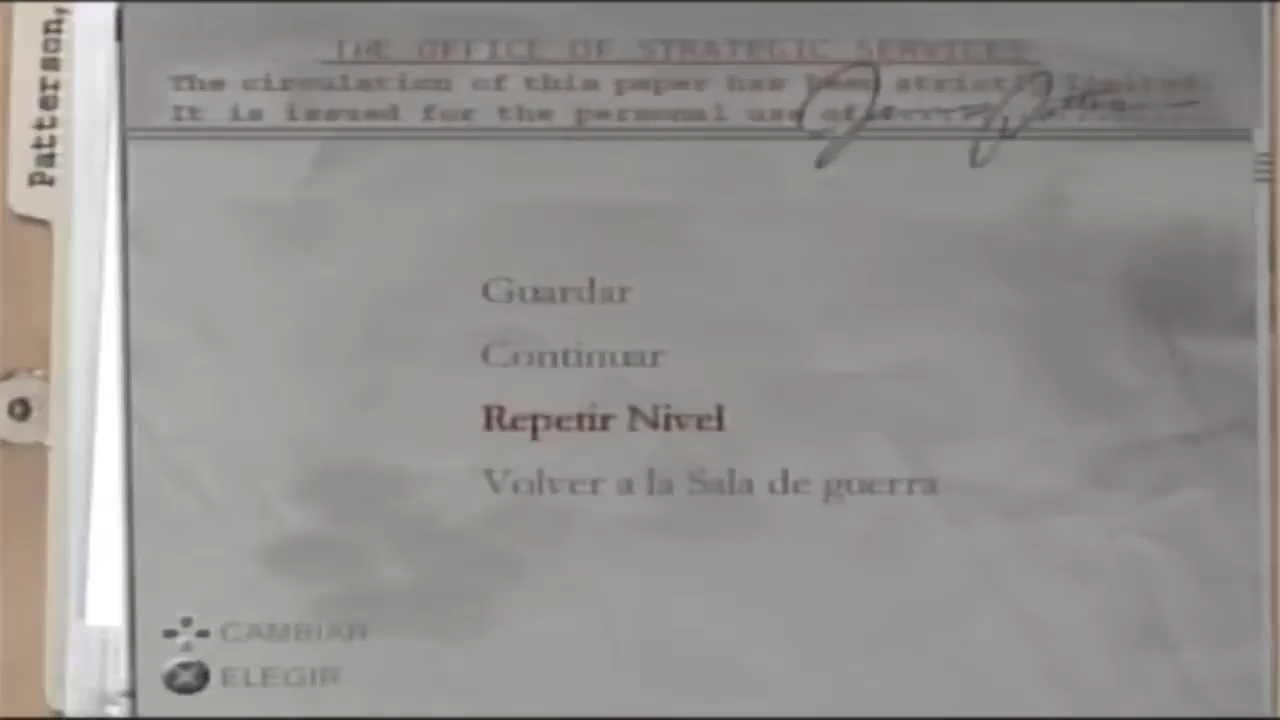 Patterson,
THE OFFICE OF STRATEGIC SERVICES
The circulation of this paper has been strictly limited.
It is issued for the personal use of
Guardar
Continuar
Repetir Nivel
Volver a la Sala de guerra
CAMBIAR
ELEGIR